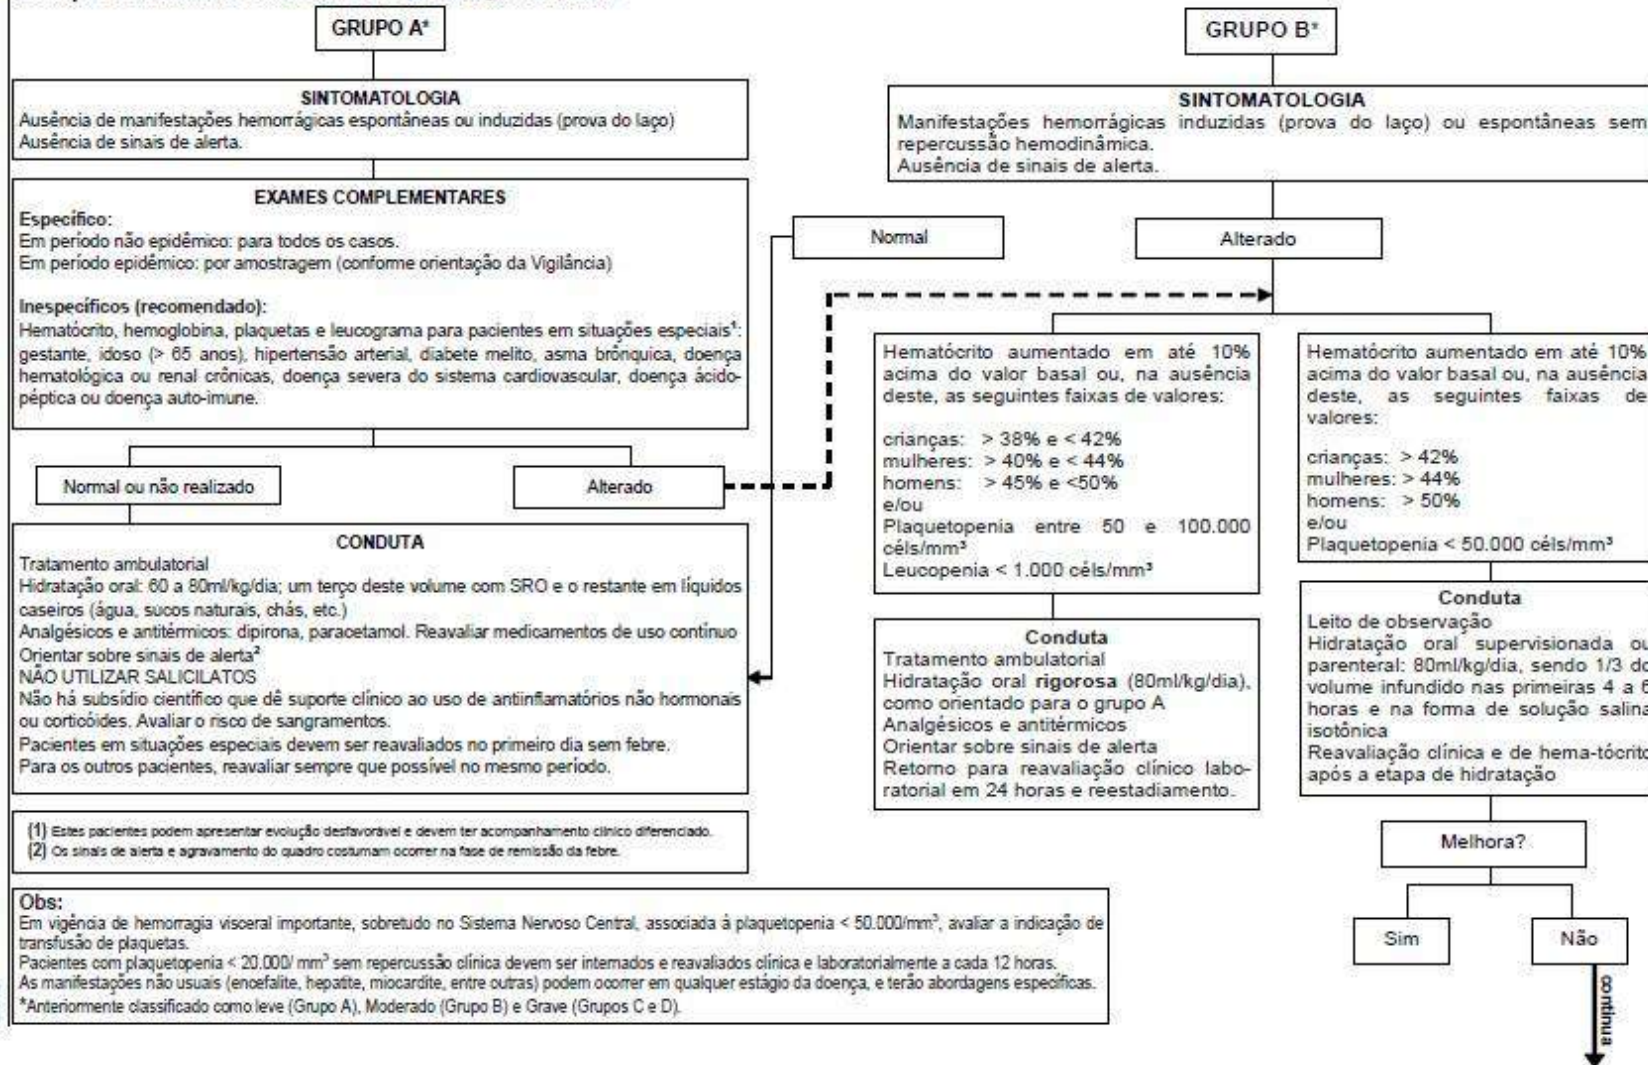 GRUPO A*
SINTOMATOLOGIA
Ausência de manifestações hemorrágicas espontâneas ou induzidas (prova do laço)
Ausência de sinais de alerta.
EXAMES COMPLEMENTARES
Específico:
Em período não epidêmico: para todos os casos.
Em período epidêmico: por amostragem (conforme orientação da Vigilância)
Inespecíficos (recomendado):
Hematócrito, hemoglobina, plaquetas e leucograma para pacientes em situações especiais¹:
gestante, idoso (> 65 anos), hipertensão arterial, diabete melito, asma brônquica, doença
hematológica ou renal crônicas, doença severa do sistema cardiovascular, doença ácido-
péptica ou doença auto-imune.
Normal ou não realizado
Alterado
CONDUTA
Tratamento ambulatorial
Hidratação oral: 60 a 80ml/kg/dia; um terço deste volume com SRO e o restante em líquidos
caseiros (água, sucos naturais, chás, etc.)
Analgésicos e antitérmicos: dipirona, paracetamol. Reavaliar medicamentos de uso contínuo
Orientar sobre sinais de alerta²
NÃO UTILIZAR SALICILATOS
Não há subsídio científico que dê suporte clínico ao uso de antiinflamatórios não hormonais
ou corticóides. Avaliar o risco de sangramentos.
Pacientes em situações especiais devem ser reavaliados no primeiro dia sem febre.
Para os outros pacientes, reavaliar sempre que possível no mesmo período.
(1) Estes pacientes podem apresentar evolução desfavorável e devem ter acompanhamento clínico diferenciado.
(2) Os sinais de alerta e agravamento do quadro costumam ocorrer na fase de remissão da febre.
Obs:
Em vigência de hemorragia visceral importante, sobretudo no Sistema Nervoso Central, associada à plaquetopenia < 50.000/mm³, avaliar a indicação de
transfusão de plaquetas.
Pacientes com plaquetopenia < 20.000/ mm³ sem repercussão clínica devem ser internados e reavaliados clínica e laboratorialmente a cada 12 horas.
As manifestações não usuais (encefalite, hepatite, miocardite, entre outras) podem ocorrer em qualquer estágio da doença, e terão abordagens específicas.
*Anteriormente classificado como leve (Grupo A), Moderado (Grupo B) e Grave (Grupos C e D).
GRUPO B*
SINTOMATOLOGIA
Manifestações hemorrágicas induzidas (prova do laço) ou espontâneas sem
repercussão hemodinâmica.
Ausência de sinais de alerta.
Normal
Alterado
Hematócrito aumentado em até 10%
acima do valor basal ou, na ausência
deste, as seguintes faixas de valores:
crianças: > 38% e < 42%
mulheres: > 40% e < 44%
homens: > 45% e <50%
e/ou
Plaquetopenia entre 50 e 100.000
céls/mm³
Leucopenia < 1.000 céls/mm³
Conduta
Tratamento ambulatorial
Hidratação oral rigorosa (80ml/kg/dia),
como orientado para o grupo A
Analgésicos e antitérmicos
Orientar sobre sinais de alerta
Retorno para reavaliação clínico labo-
ratorial em 24 horas e reestadiamento.
Hematócrito aumentado em até 10%
acima do valor basal ou, na ausência
deste, as seguintes faixas de
valores:
crianças: > 42%
mulheres: > 44%
homens: > 50%
e/ou
Plaquetopenia < 50.000 céls/mm³
Conduta
Leito de observação
Hidratação oral supervisionada ou
parenteral: 80ml/kg/dia, sendo 1/3 do
volume infundido nas primeiras 4 a 6
horas e na forma de solução salina
isotônica
Reavaliação clínica e de hema-tócrito
após a etapa de hidratação
Melhora?
Sim
Não
continua